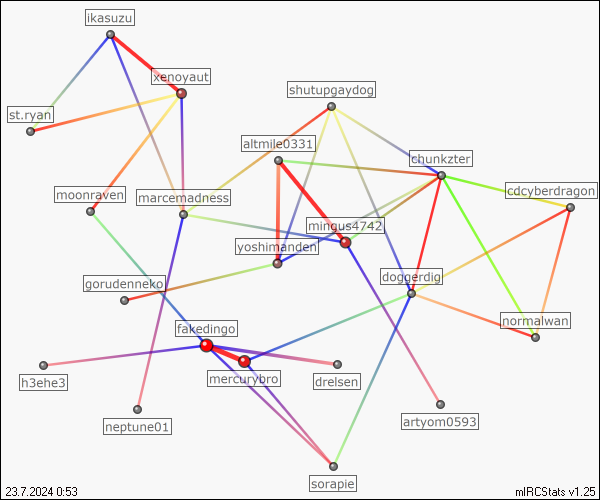 ikasuzu
xenoyaut
shutupgaydog
st.ryan
altmile0331
chunkzter
moonraven
marcemadness
cdcyberdragon
mingus4742
yoshimanden
gorudenneko
doggerdig
normalwan
fakedingo
h3ehe3
mercurybro
drelsen
neptune01
artyom0593
sorapie
23.7.2024 0:53
mIRCStats v1.25